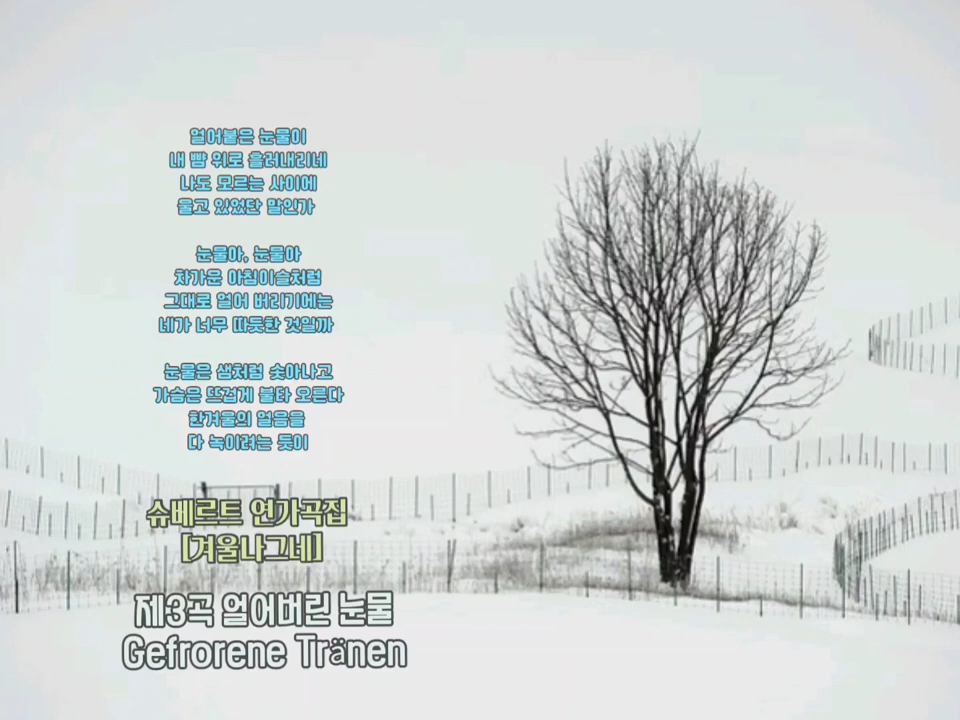 얼어붙은 눈물이
내 뺨 위로 흘러내리네
나도 모르는 사이에
울고 있었단 말인가
눈물아, 눈물아
차가운 아침이슬처럼
그대로 얼어 버리기에는
네가 너무 따듯한 것일까
눈물은 샘처럼 솟아나고
가슴은 뜨겁게 불타 오른다
한겨울의 얼음을
다 녹이려는 듯이
슈베르트 연가곡집
[겨울나그네]
제3곡 얼어버린 눈물
Gefrorene Tränen